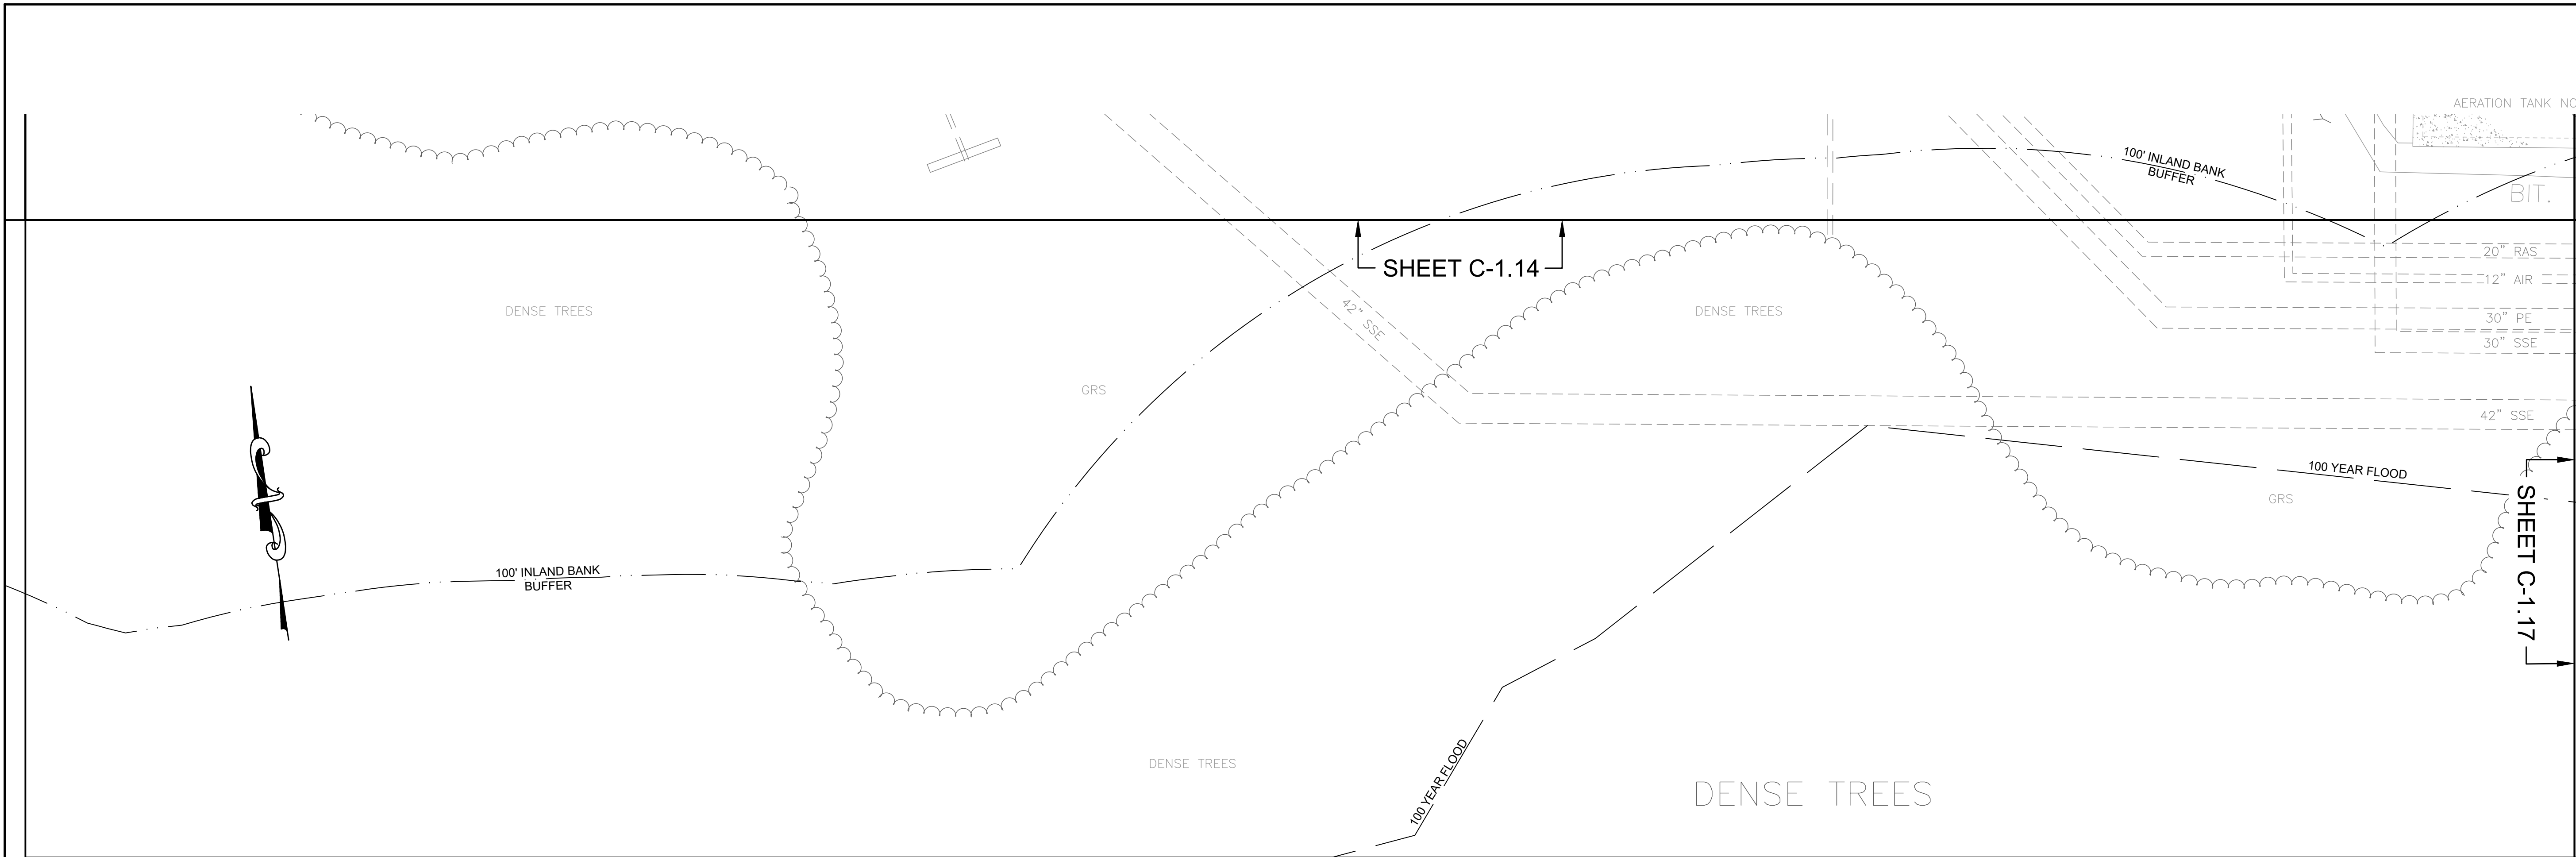 AERATION TANK NO
100' INLAND BANK
BUFFER
BIT.
20" RAS
SHEET C-1.14
12" AIR
42" SSE
DENSE TREES
DENSE TREES
30" PE
30" SSE
GRS
42" SSE
100 YEAR FLOOD
GRS
SHEET C-1.17
100' INLAND BANK
BUFFER
DENSE TREES
100 YEAR FLOOD
DENSE TREES